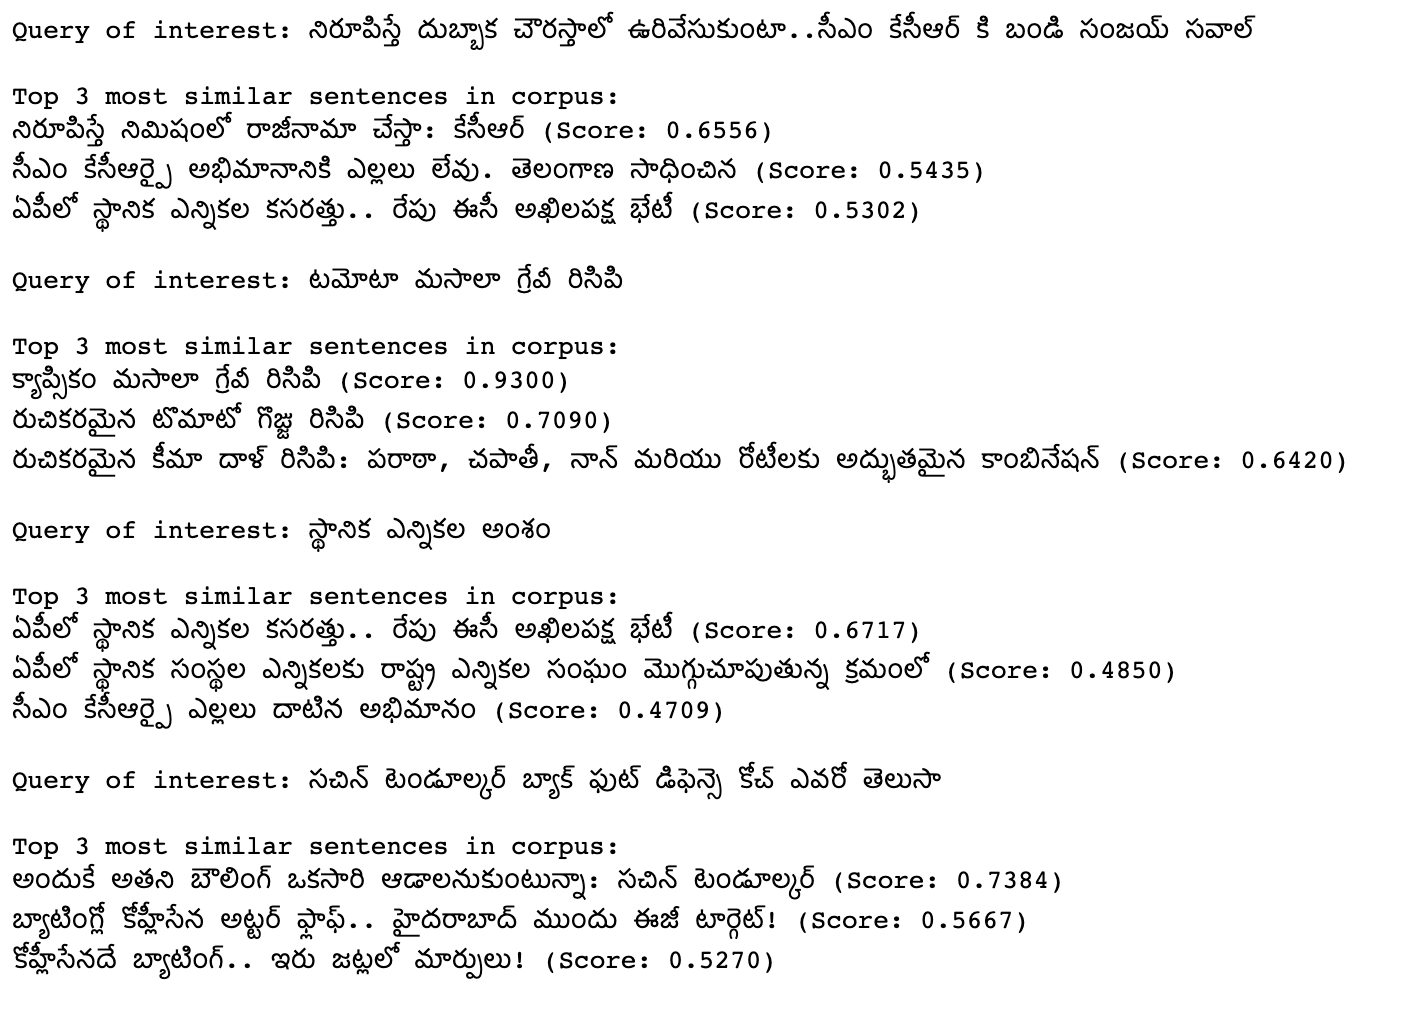 Query of interest: నిరూపిస్తే దుబ్బాక చౌరస్తాలో ఉరివేసుకుంటా..సీఎం కేసీఆర్ కి బండి సంజయ్ సవాల్
Top 3 most similar sentences in corpus:
నిరూపిస్తే నిమిషంలో రాజీనామా చేస్తా: కేసీఆర్ (Score: 0.6556)
సీఎం కేసీఆర్పై అభిమానానికి ఎల్లలు లేవు. తెలంగాణ సాధించిన (Score: 0.5435)
ఏపీలో స్థానిక ఎన్నికల కసరత్తు.. రేపు ఈసీ అఖిలపక్ష భేటీ (Score: 0.5302)
Query of interest: టమోటా మసాలా గ్రేవీ రిసిపి
Top 3 most similar sentences in corpus:
క్యాప్సికం మసాలా గ్రేవీ రిసిపి (Score: 0.9300)
రుచికరమైన టొమాటో గొజ్జు రిసిపి (Score: 0.7090)
రుచికరమైన కీమా దాళ్ రిసిపి: పరాఠా, చపాతీ, నాన్ మరియు రోటీలకు అద్భుతమైన కాంబినేషన్ (Score: 0.6420)
Query of interest: స్థానిక ఎన్నికల అంశం
Top 3 most similar sentences in corpus:
ఏపీలో స్థానిక ఎన్నికల కసరత్తు.. రేపు ఈసీ అఖిలపక్ష భేటీ (Score: 0.6717)
ఏపీలో స్థానిక సంస్థల ఎన్నికలకు రాష్ట్ర ఎన్నికల సంఘం మొగ్గుచూపుతున్న క్రమంలో (Score: 0.4850)
సీఎం కేసీఆర్పై ఎల్లలు దాటిన అభిమానం (Score: 0.4709)
Query of interest: సచిన్ టెండూల్కర్ బ్యాక్ ఫుట్ డిఫెన్సె కోచ్ ఎవరో తెలుసా
Top 3 most similar sentences in corpus:
అందుకే అతని బౌలింగ్ ఒకసారి ఆడాలనుకుంటున్నా: సచిన్ టెండూల్కర్ (Score: 0.7384)
బ్యాటింగ్లో కోహ్లీసేన అట్టర్ ఫ్లాఫ్.. హైదరాబాద్ ముందు ఈజీ టార్గెట్! (Score: 0.5667)
కోహ్లీసేనదే బ్యాటింగ్.. ఇరు జట్లలో మార్పులు! (Score: 0.5270)